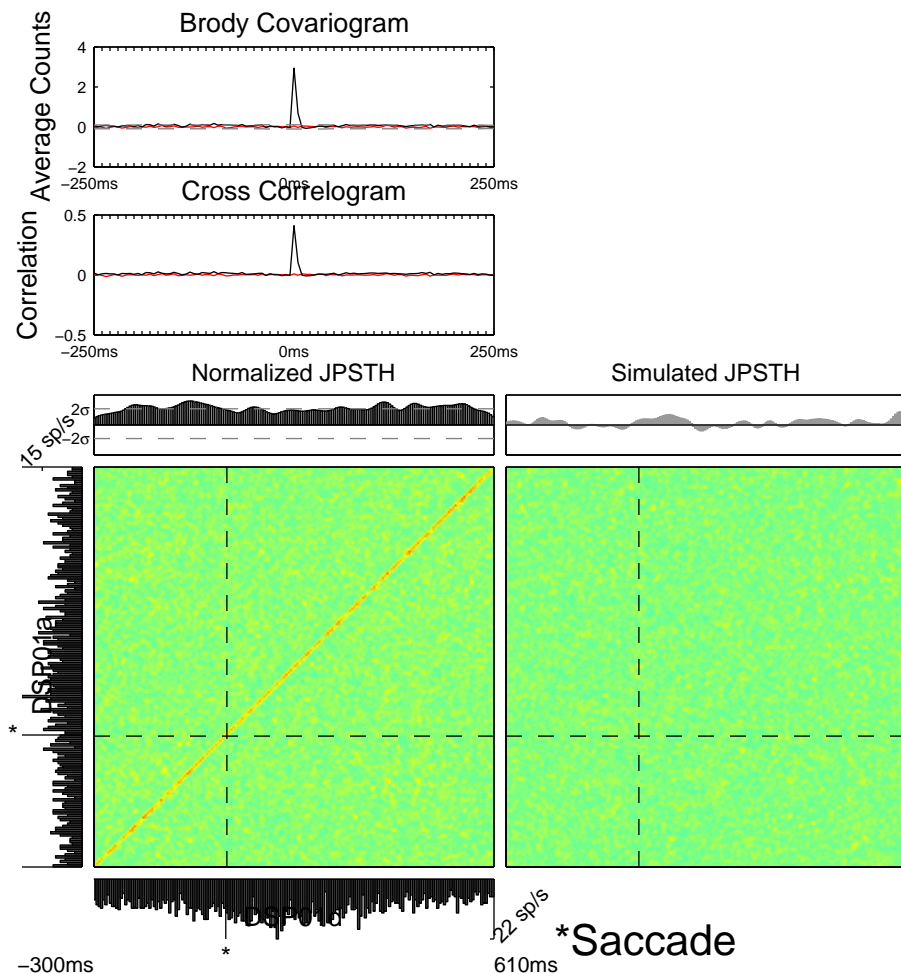 Brody Covariogram
Average Counts
4
2
0
−2
−250ms
0ms
250ms
Cross Correlogram
Correlation
0.5
0
−0.5
−250ms
0ms
250ms
Normalized JPSTH
Simulated JPSTH
2σ
−2σ
15 sp/s
DSP01a
*
DSP01d
*
22 sp/s
*Saccade
−300ms
610ms